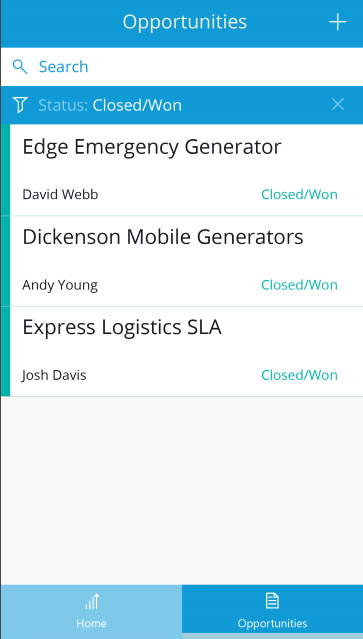 Opportunities
Search
Status: Closed/Won
Edge Emergency Generator
David Webb Closed/Won
Dickenson Mobile Generators
Andy Young Closed/Won
Express Logistics SLA
Josh Davis Closed/Won
Home Opportunities